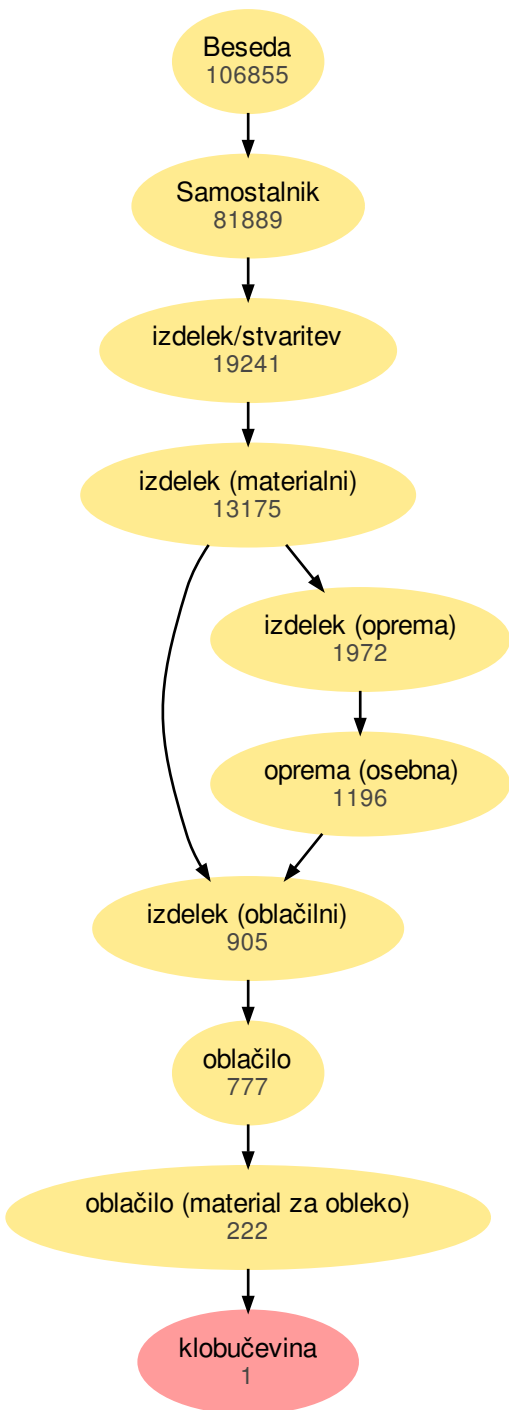 Beseda
106855
Samostalnik
81889
izdelek/stvaritev
19241
izdelek (materialni)
13175
izdelek (oprema)
1972
oprema (osebna)
1196
izdelek (oblačilni)
905
oblačilo
777
oblačilo (material za obleko)
222
klobučevina
1